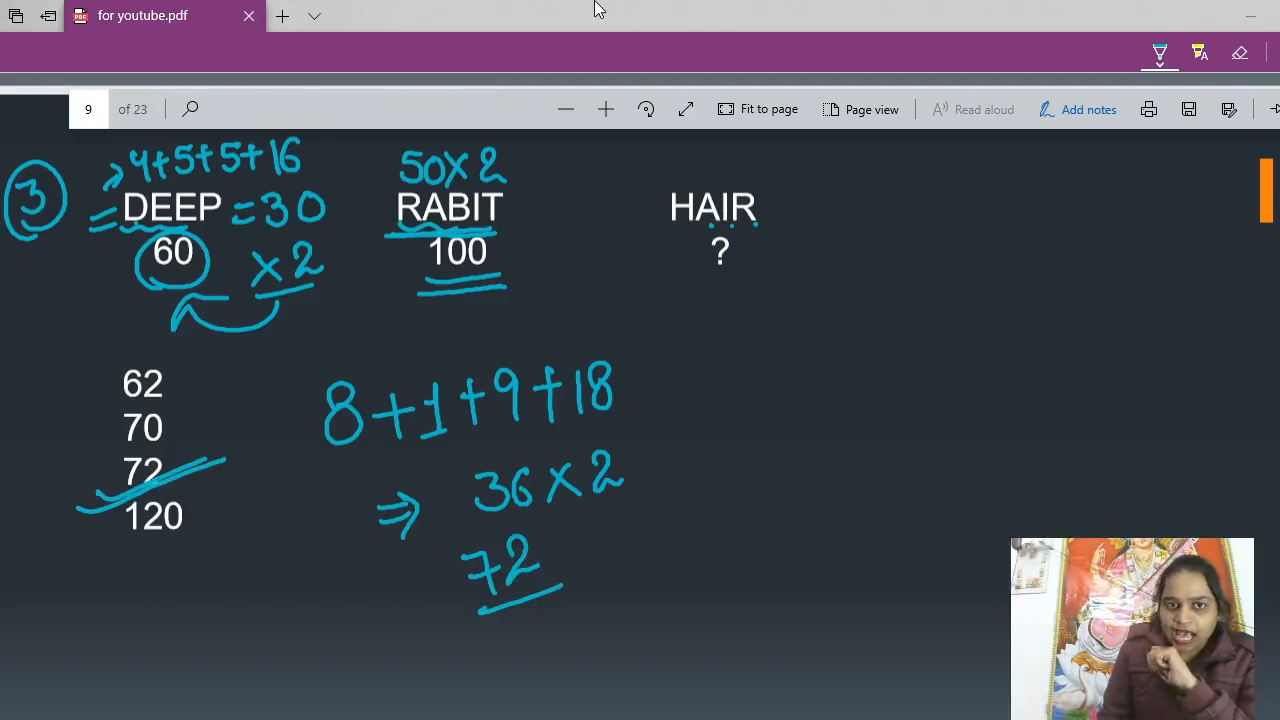 for youtube.pdf
9 of 23
Fit to page
Page view
Read aloud
Add notes
3
4+5+5+16
DEEP =30
60
×2
50×2
RABIT
100
HAIR
?
62
70
72
120
8+1+9+18
⇒ 36×2
72